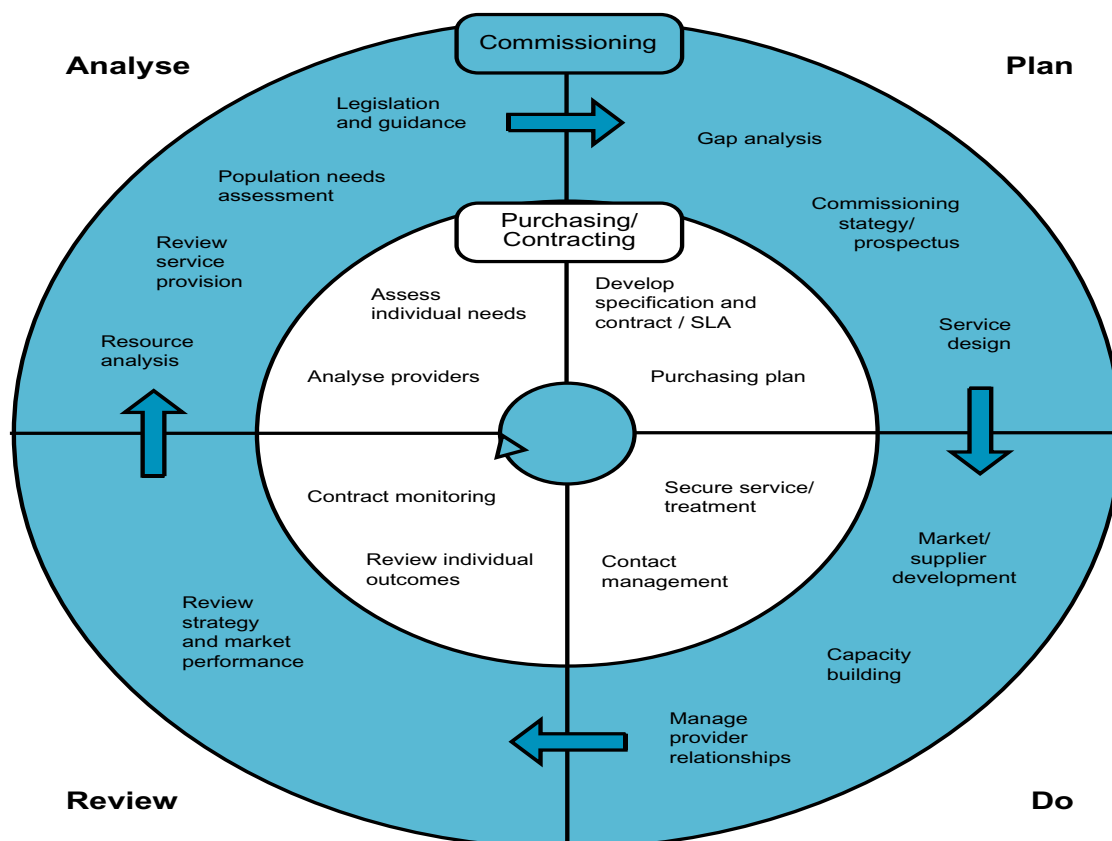 Commissioning
Analyse
Plan
Legislation
and guidance
Gap analysis
Population needs
assessment
Commissioning
stategy/
prospectus
Purchasing/
Contracting
Review
service
provision
Assess
individual needs
Develop
specification and
contract / SLA
Resource
analysis
Service
design
Analyse providers
Purchasing plan
Contract monitoring
Secure service/
treatment
Market/
supplier
development
Review individual
outcomes
Contact
management
Review
strategy
and market
performance
Capacity
building
Manage
provider
relationships
Review
Do